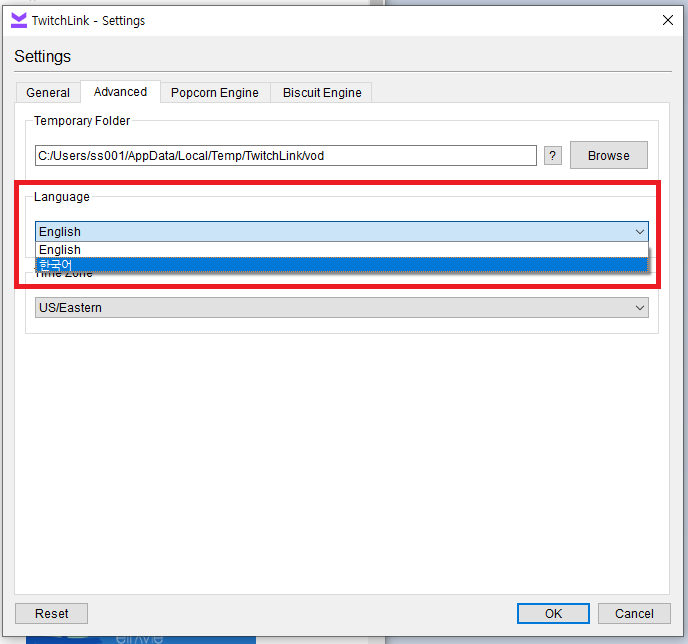 TwitchLink - Settings
Settings
General
Advanced
Popcorn Engine
Biscuit Engine
Temporary Folder
C:/Users/ss001/AppData/Local/Temp/TwitchLink/vod
?
Browse
Language
English
English
한국어
Time Zone
US/Eastern
Reset
OK
Cancel